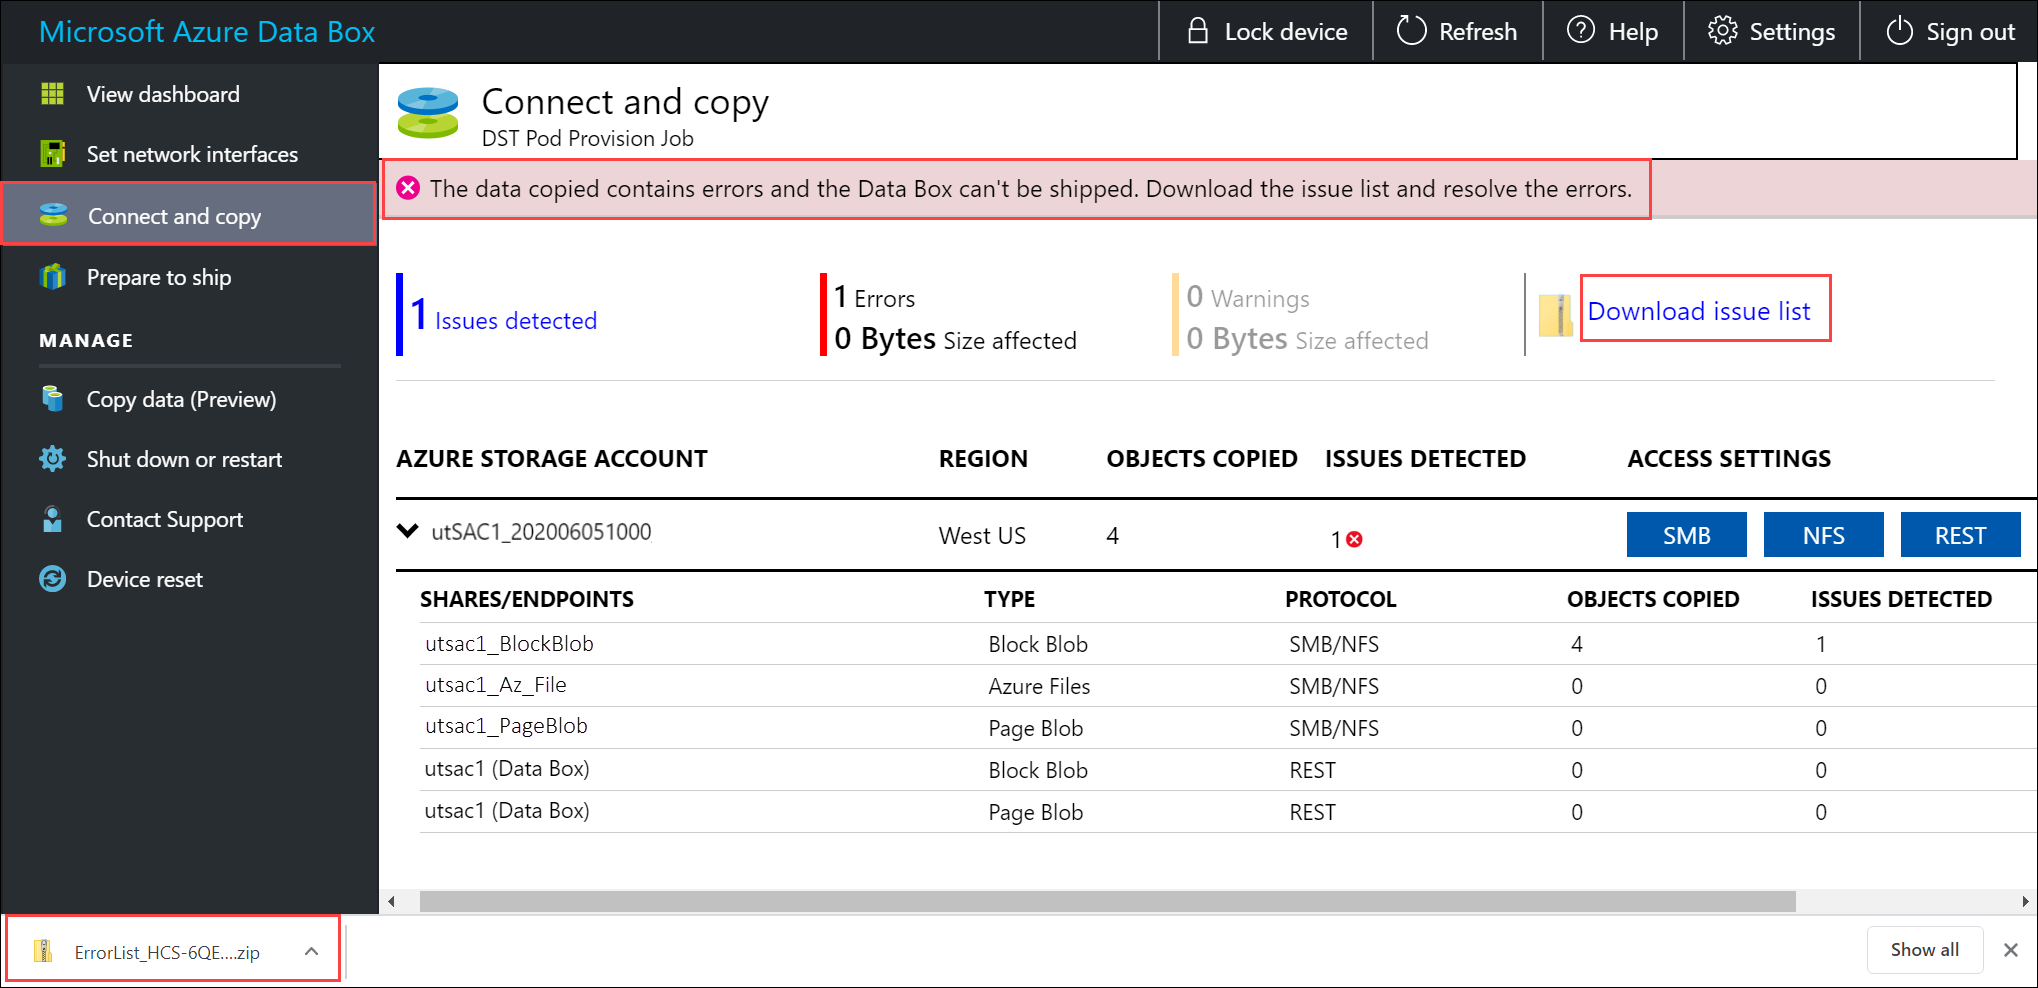 Microsoft Azure Data Box
Lock device
Refresh
Help
Settings
Sign out
View dashboard
Set network interfaces
Connect and copy
Prepare to ship
MANAGE
Copy data (Preview)
Shut down or restart
Contact Support
Device reset
Connect and copy
DST Pod Provision Job
The data copied contains errors and the Data Box can't be shipped. Download the issue list and resolve the errors.
1 Issues detected
1 Errors
0 Bytes Size affected
0 Warnings
0 Bytes Size affected
Download issue list
AZURE STORAGE ACCOUNT REGION OBJECTS COPIED ISSUES DETECTED ACCESS SETTINGS
utSAC1_202006051000 West US 4 1 SMB NFS REST
SHARES/ENDPOINTS TYPE PROTOCOL OBJECTS COPIED ISSUES DETECTED
utsac1_BlockBlob Block Blob SMB/NFS 4 1
utsac1_Az_File Azure Files SMB/NFS 0 0
utsac1_PageBlob Page Blob SMB/NFS 0 0
utsac1 (Data Box) Block Blob REST 0 0
utsac1 (Data Box) Page Blob REST 0 0
ErrorList_HCS-6QE....zip
Show all